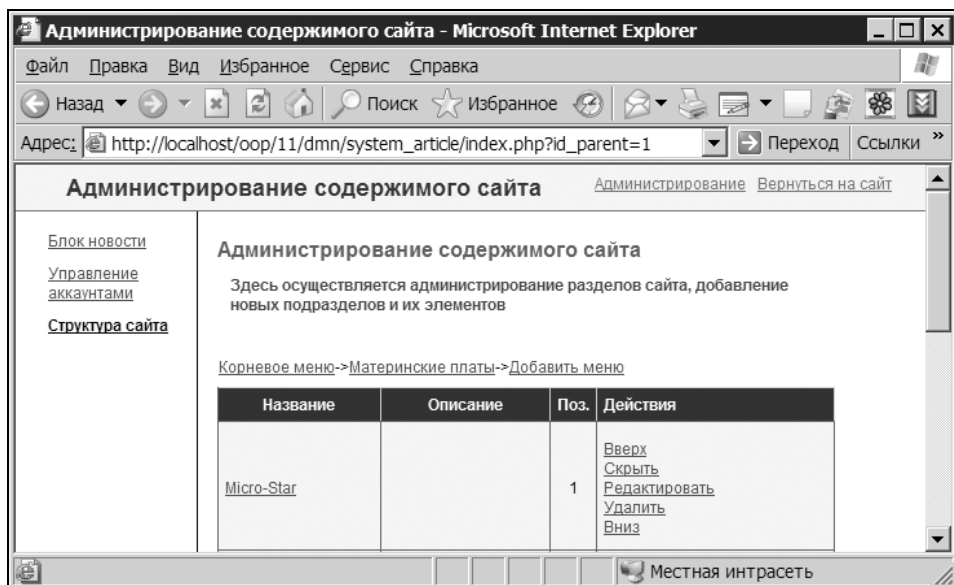 Администрирование содержимого сайта - Microsoft Internet Explorer
Файл Правка Вид Избранное Сервис Справка
Назад Поиск Избранное
Адрес: http://localhost/oop/11/dmn/system_article/index.php?id_parent=1 Переход Ссылки »
Администрирование содержимого сайта Администрирование Вернуться на сайт
Блок новости
Управление
аккаунтами
Структура сайта
Администрирование содержимого сайта
Здесь осуществляется администрирование разделов сайта, добавление
новых подразделов и их элементов
Корневое меню->Материнские платы->Добавить меню
Название Описание Поз. Действия
Micro-Star 1
Вверх
Скрыть
Редактировать
Удалить
Вниз
Местная интрасеть